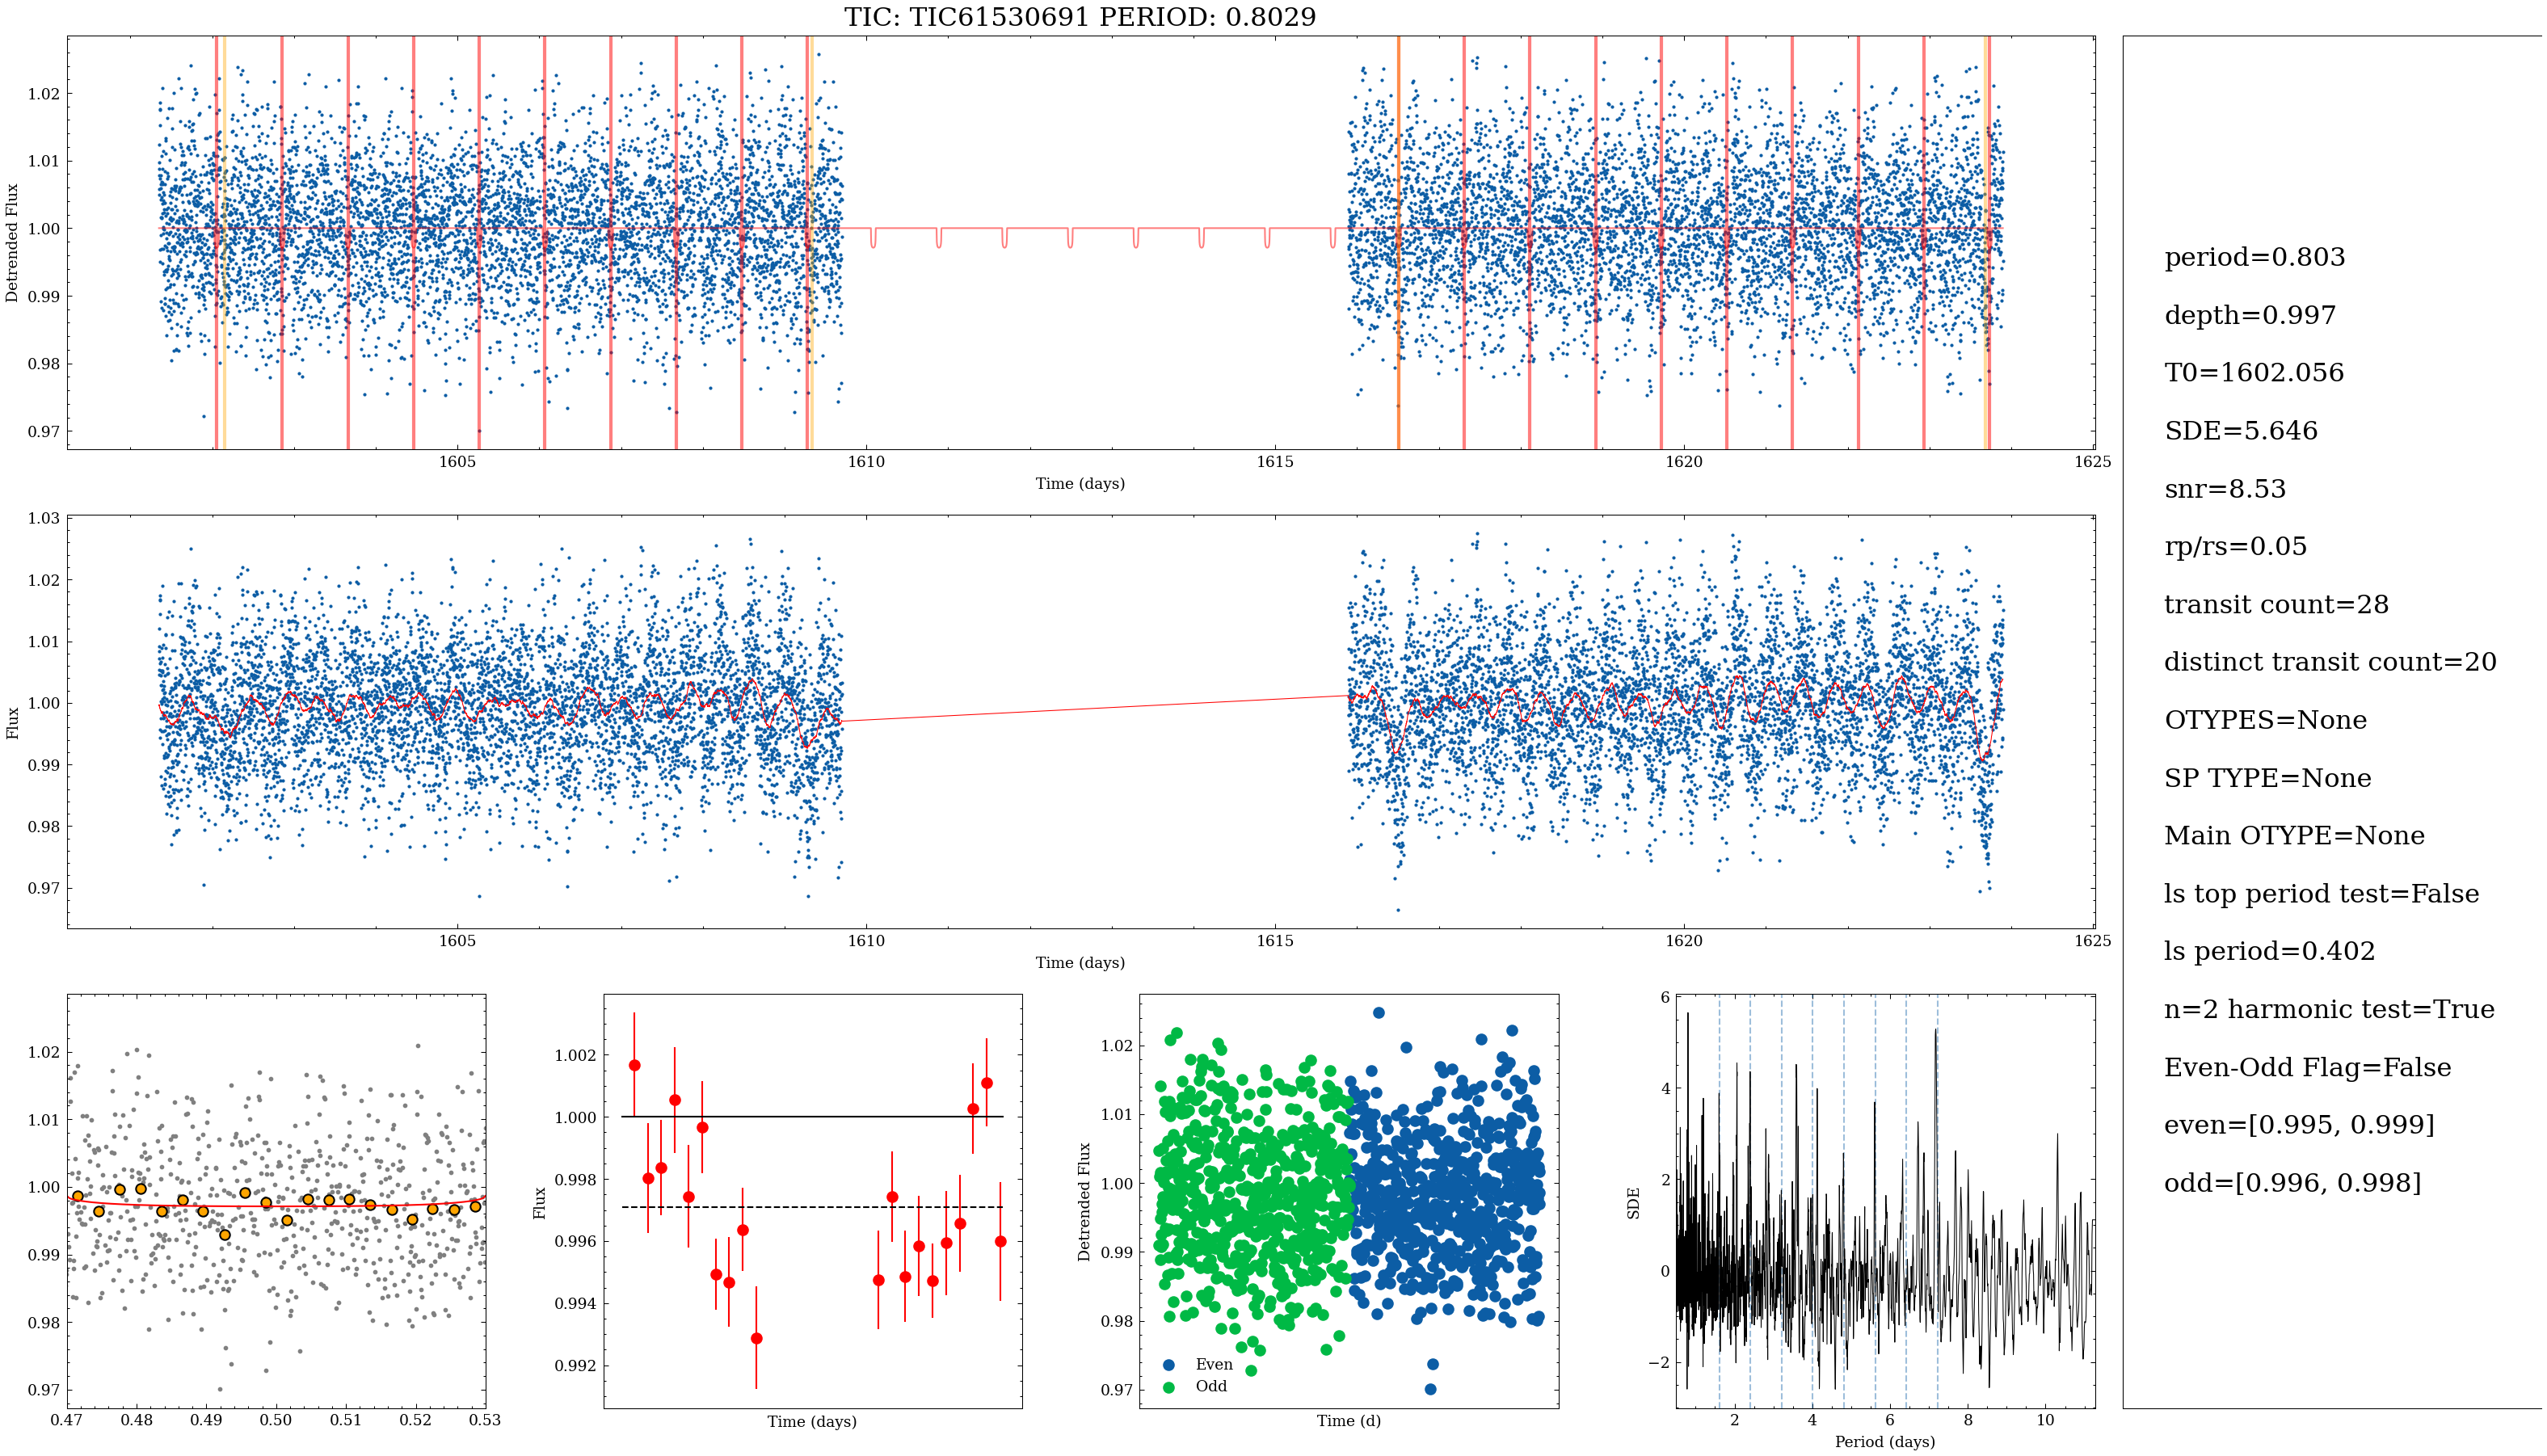 TIC: TIC61530691 PERIOD: 0.8029
Detrended Flux
1.02
1.01
1.00
0.99
0.98
0.97
1605
1610
1615
1620
1625
Time (days)
Flux
1.03
1.02
1.01
1.00
0.99
0.98
0.97
1605
1610
1615
1620
1625
Time (days)
1.02
1.01
1.00
0.99
0.98
0.97
0.47
0.48
0.49
0.50
0.51
0.52
0.53
Flux
1.002
1.000
0.998
0.996
0.994
0.992
Time (days)
Detrended Flux
1.02
1.01
1.00
0.99
0.98
0.97
Even
Odd
Time (d)
SDE
6
4
2
0
−2
2
4
6
8
10
Period (days)
period=0.803
depth=0.997
T0=1602.056
SDE=5.646
snr=8.53
rp/rs=0.05
transit count=28
distinct transit count=20
OTYPES=None
SP TYPE=None
Main OTYPE=None
ls top period test=False
ls period=0.402
n=2 harmonic test=True
Even-Odd Flag=False
even=[0.995, 0.999]
odd=[0.996, 0.998]